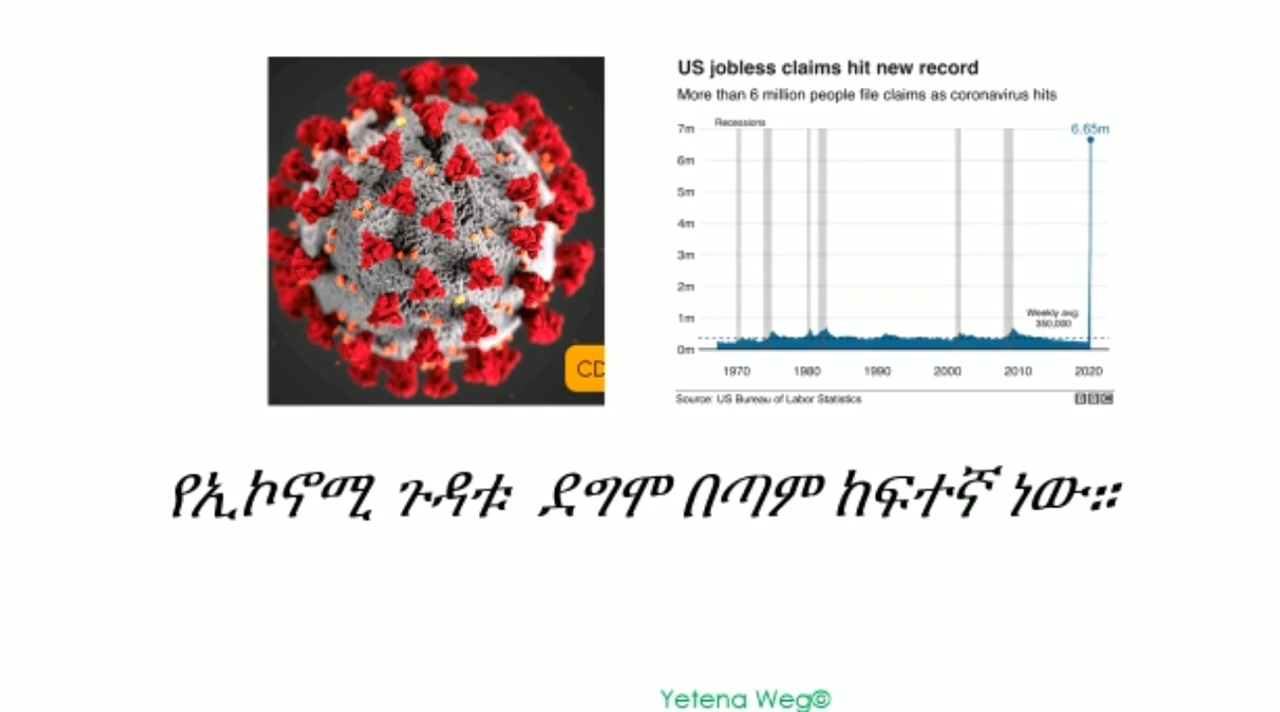 US jobless claims hit new record
More than 6 million people file claims as coronavirus hits
Recessions
6.65m
7m
6m
5m
4m
3m
2m
1m
0m
Weekly avg:
350,000
1970 1980 1990 2000 2010 2020
Source: US Bureau of Labor Statistics
BBC
CD
የኢኮኖሚ ጉዳቱ ደግሞ በጣም ከፍተኛ ነው።
Yetena Weg©